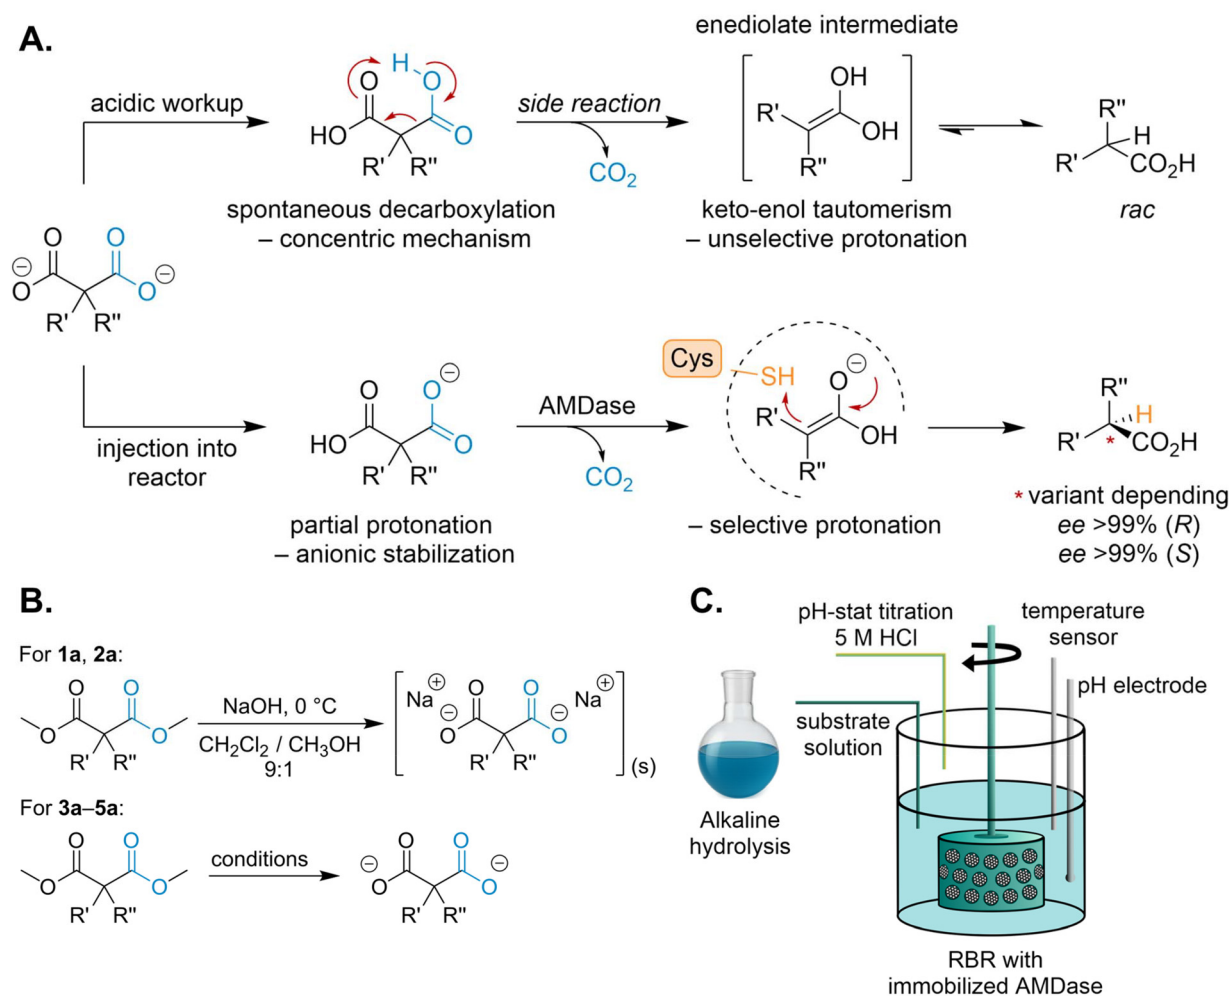 A.
enediolate intermediate
acidic workup
H
O
O
HO
O
R'
R"
side reaction
CO2
OH
R'
OH
R"
R"
H
R'
CO2H
spontaneous decarboxylation
– concentric mechanism
keto-enol tautomerism
– unselective protonation
rac
O
O
⊖
O
O
⊖
R'
R"
injection into
reactor
O
O
⊖
HO
O
R'
R"
AMDase
CO2
Cys
SH
O
⊖
R'
OH
R"
R"
H
R'
*
CO2H
partial protonation
– anionic stabilization
– selective protonation
* variant depending
ee >99% (R)
ee >99% (S)
B.
For 1a, 2a:
O
O
O
O
R'
R"
NaOH, 0 °C
CH2Cl2 / CH3OH
9:1
Na⊕
O
O
Na⊕
⊖
O
⊖
O
R'
R"
(s)
For 3a–5a:
O
O
O
O
R'
R"
conditions
O
O
⊖
O
O
⊖
R'
R"
C.
pH-stat titration
5 M HCl
temperature
sensor
pH electrode
substrate
solution
Alkaline
hydrolysis
RBR with
immobilized AMDase